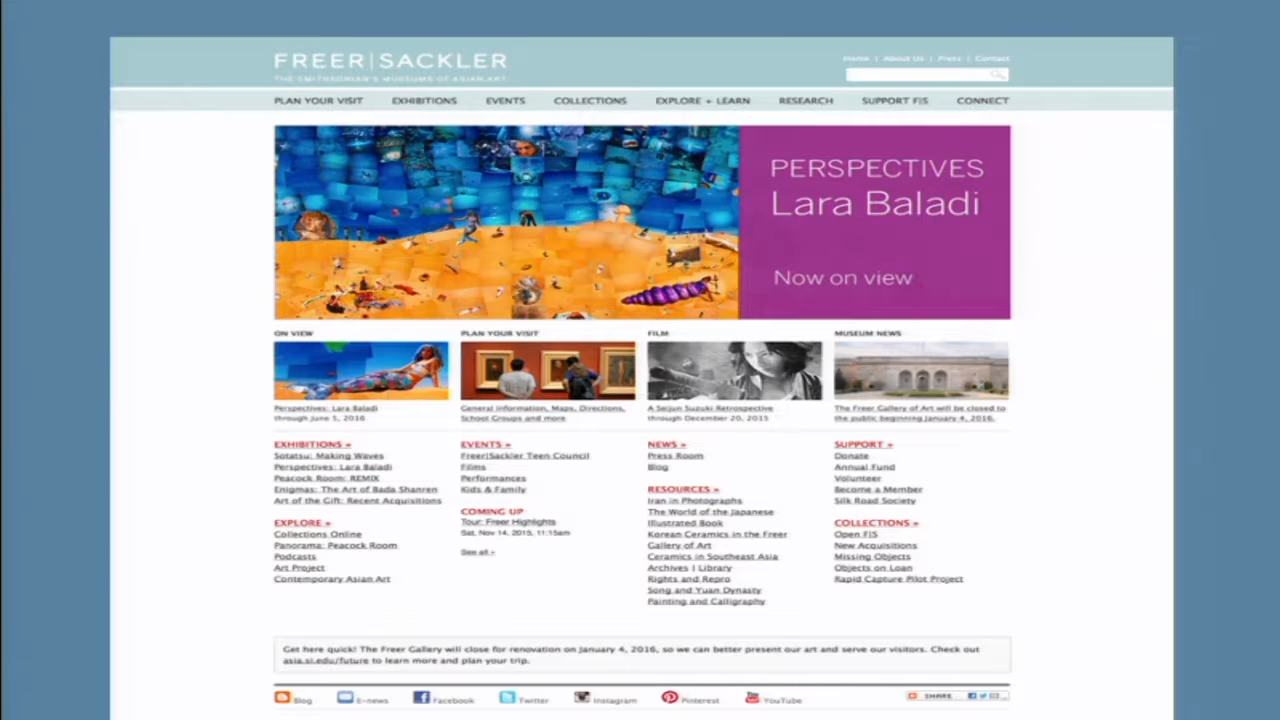 FREER|SACKLER
THE SMITHSONIAN'S MUSEUMS OF ASIAN ART
Home | About Us | Press | Contact
PLAN YOUR VISIT EXHIBITIONS EVENTS COLLECTIONS EXPLORE + LEARN RESEARCH SUPPORT F|S CONNECT
PERSPECTIVES
Lara Baladi
Now on view
ON VIEW
Perspectives: Lara Baladi
through June 5, 2016
PLAN YOUR VISIT
General Information, Maps, Directions,
School Groups and more
FILM
A Seijun Suzuki Retrospective
through December 20, 2015
MUSEUM NEWS
The Freer Gallery of Art will be closed to
the public beginning January 4, 2016.
EXHIBITIONS »
Sotatsu: Making Waves
Perspectives: Lara Baladi
Peacock Room: REMIX
Enigmas: The Art of Bada Shanren
Art of the Gift: Recent Acquisitions
EXPLORE »
Collections Online
Panorama: Peacock Room
Podcasts
Art Project
Contemporary Asian Art
EVENTS »
Freer|Sackler Teen Council
Films
Performances
Kids & Family
COMING UP
Tour: Freer Highlights
Sat, Nov 14, 2015, 11:15am
See all »
NEWS »
Press Room
Blog
RESOURCES »
Iran in Photographs
The World of the Japanese
Illustrated Book
Korean Ceramics in the Freer
Gallery of Art
Ceramics in Southeast Asia
Archives | Library
Rights and Repro
Song and Yuan Dynasty
Painting and Calligraphy
SUPPORT »
Donate
Annual Fund
Volunteer
Become a Member
Silk Road Society
COLLECTIONS »
Open F|S
New Acquisitions
Missing Objects
Objects on Loan
Rapid Capture Pilot Project
Get here quick! The Freer Gallery will close for renovation on January 4, 2016, so we can better present our art and serve our visitors. Check out
asia.si.edu/future to learn more and plan your trip.
Blog E-news Facebook Twitter Instagram Pinterest YouTube SHARE